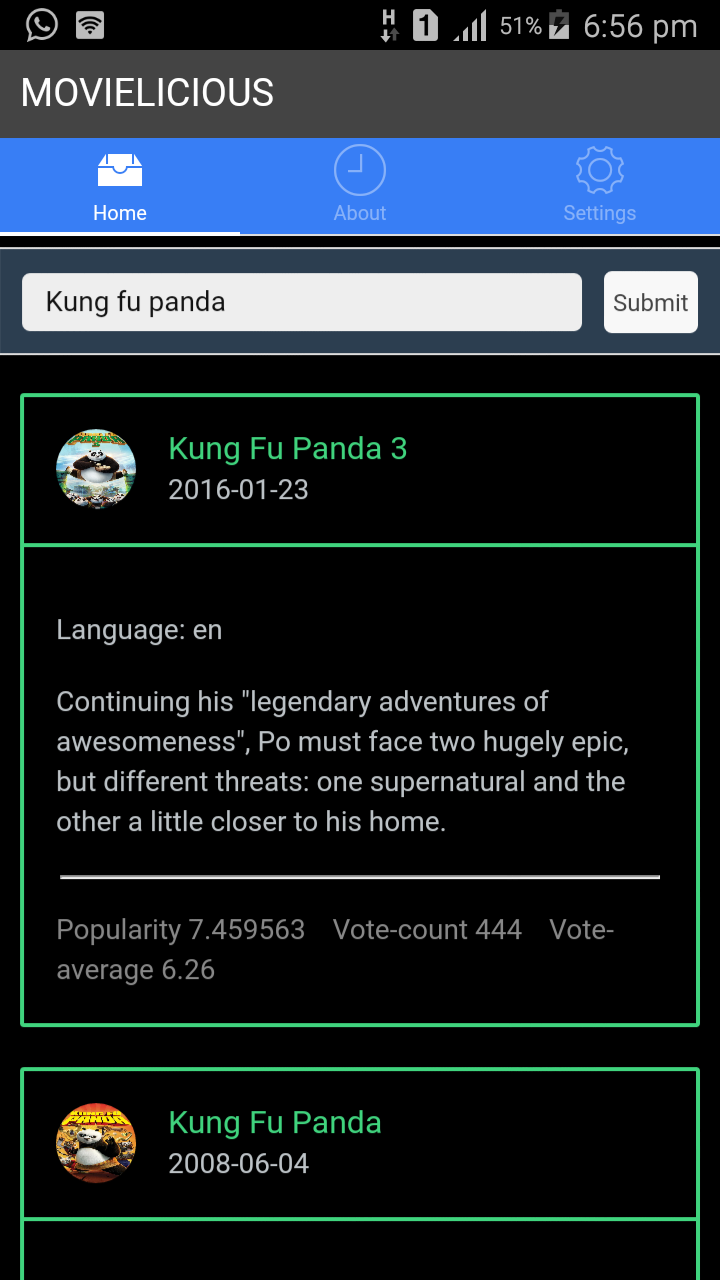 H 1 51% 6:56 pm
MOVIELICIOUS
Home About Settings
Kung fu panda Submit
Kung Fu Panda 3
2016-01-23
Language: en
Continuing his "legendary adventures of
awesomeness", Po must face two hugely epic,
but different threats: one supernatural and the
other a little closer to his home.
Popularity 7.459563 Vote-count 444 Vote-
average 6.26
KUNG FU
PANDA
Kung Fu Panda
2008-06-04